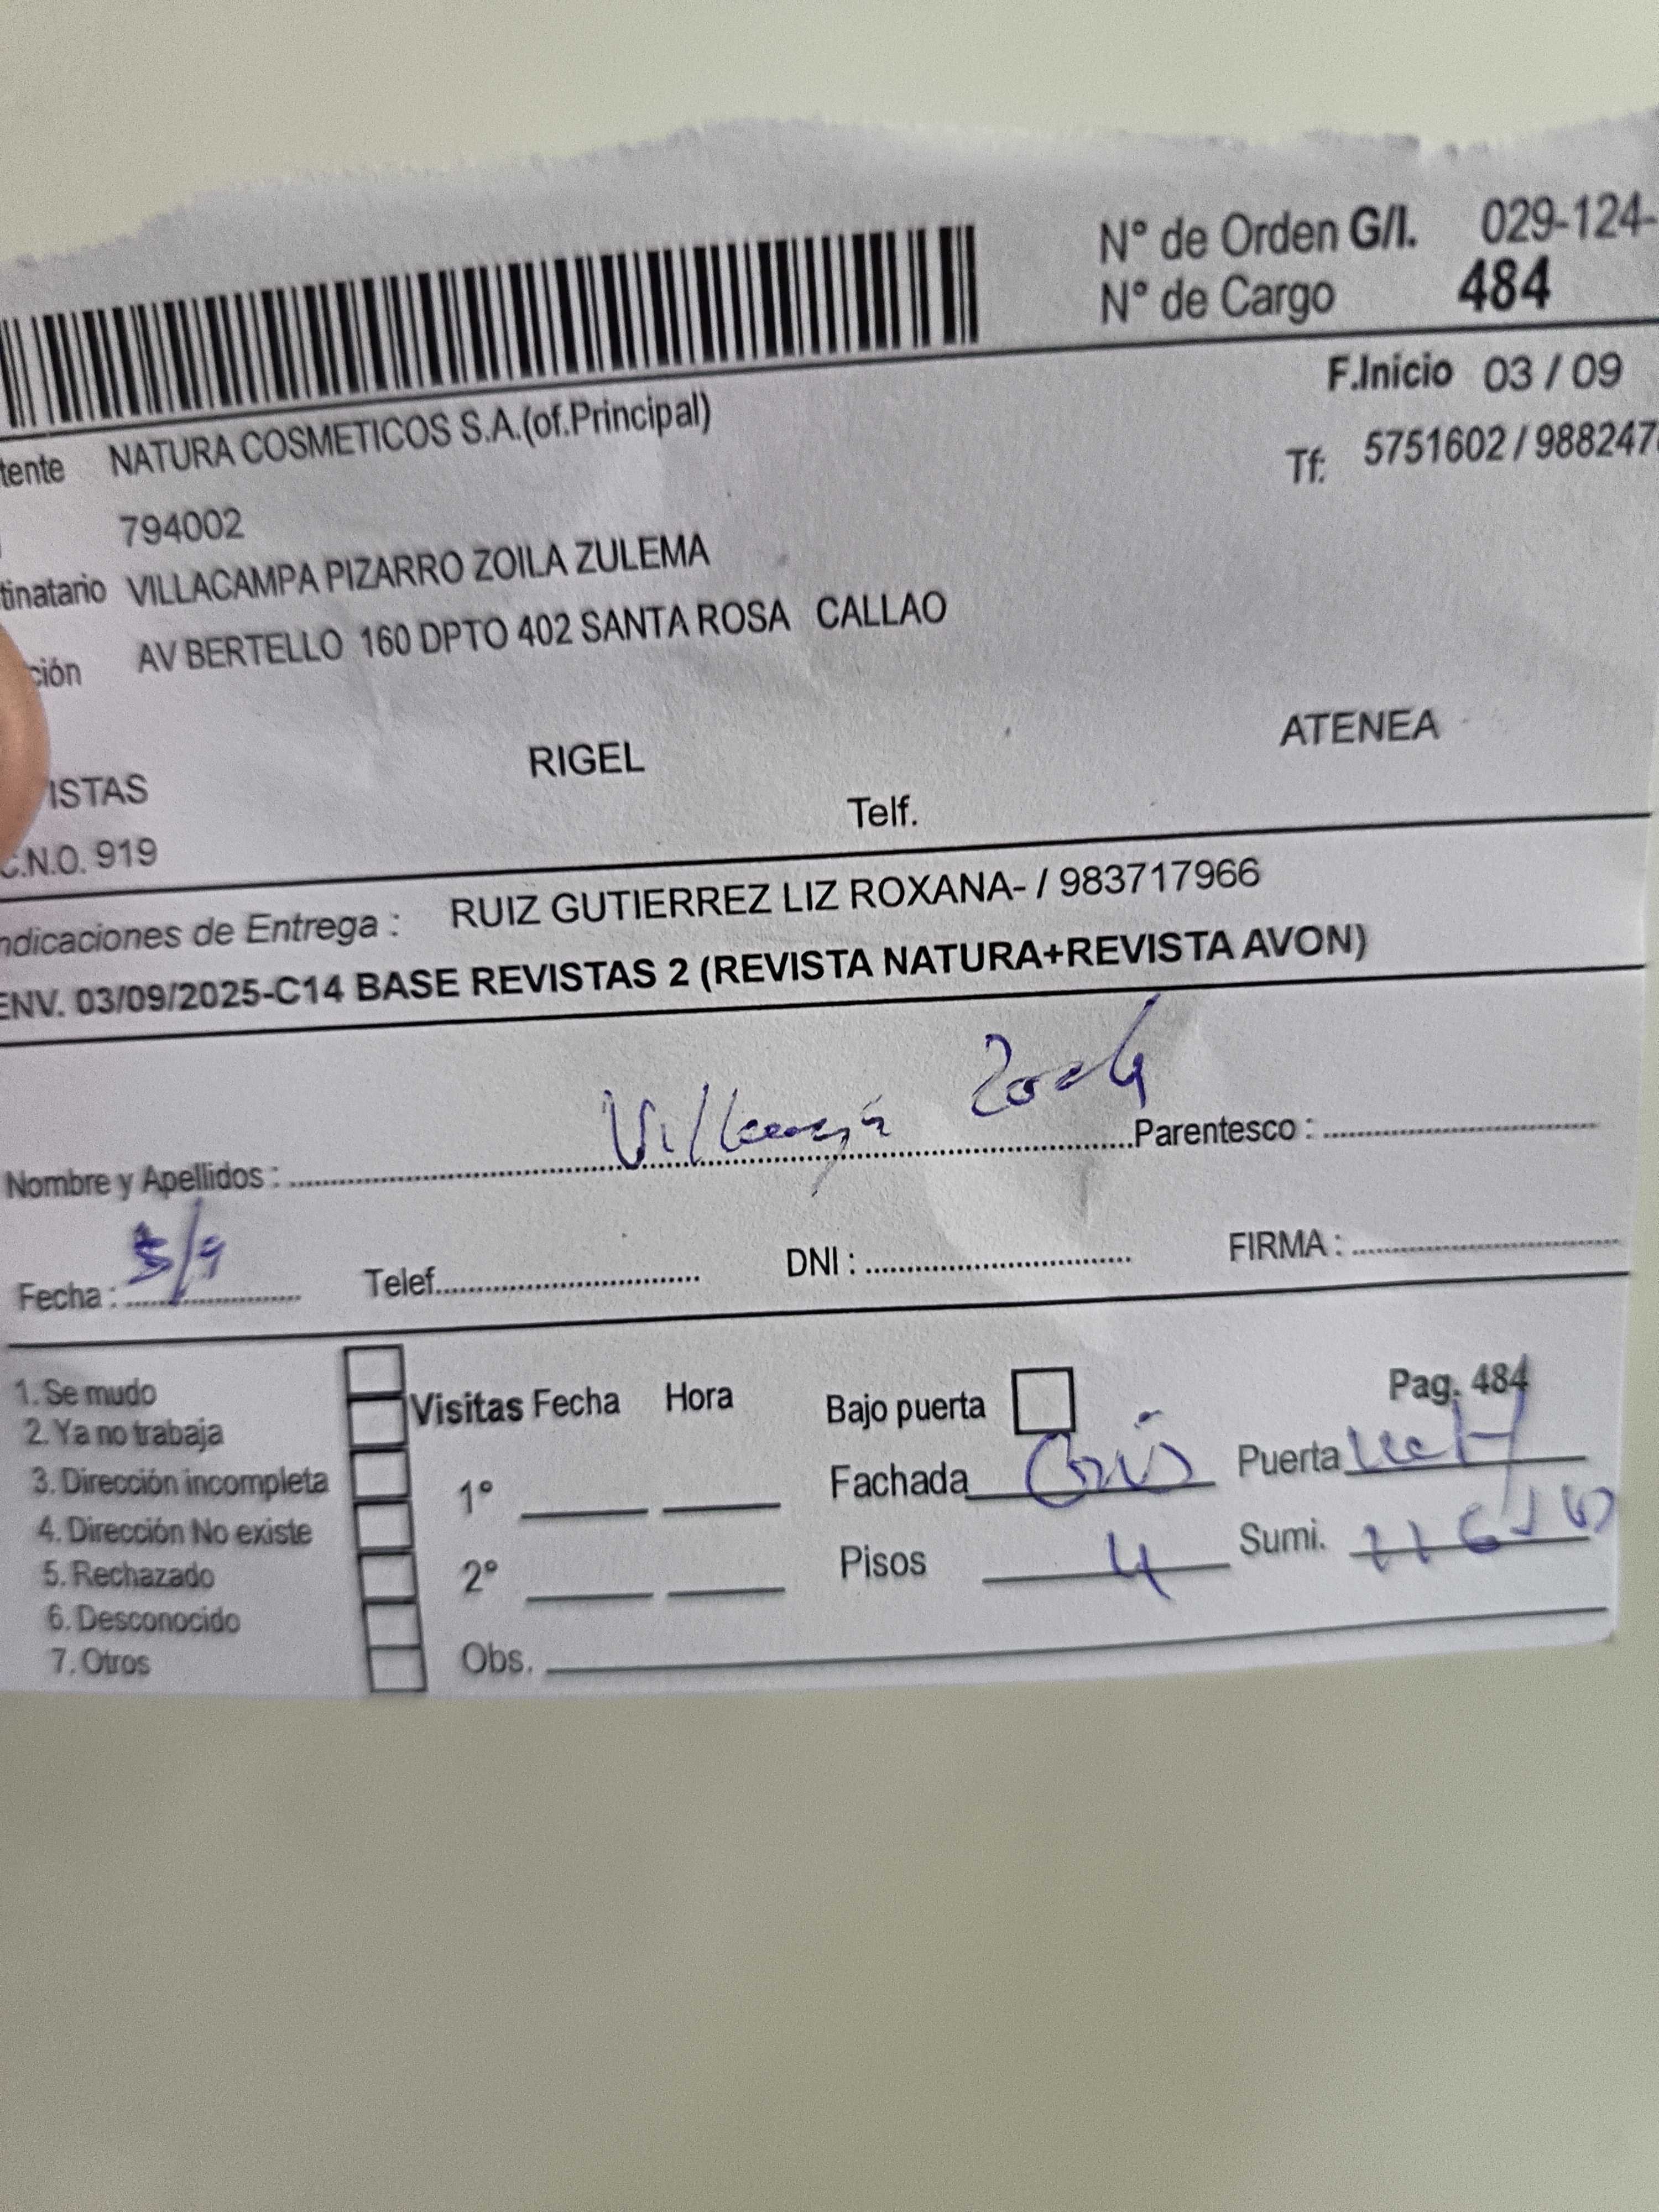 N° de Orden G/I. 029-124-
N° de Cargo 484
F.Inicio 03 / 09
tente NATURA COSMETICOS S.A.(of.Principal)
Tf: 5751602 / 988247
794002
tinatario VILLACAMPA PIZARRO ZOILA ZULEMA
ción AV BERTELLO 160 DPTO 402 SANTA ROSA CALLAO
ISTAS RIGEL ATENEA
C.N.O. 919 Telf.
ndicaciones de Entrega : RUIZ GUTIERREZ LIZ ROXANA- / 983717966
ENV. 03/09/2025-C14 BASE REVISTAS 2 (REVISTA NATURA+REVISTA AVON)
Nombre y Apellidos : Parentesco :
Fecha : 5/9 Telef. DNI : FIRMA :
1. Se mudo
2. Ya no trabaja
3. Dirección incompleta
4. Dirección No existe
5. Rechazado
6. Desconocido
7. Otros
Visitas Fecha Hora
1°
2°
Obs.
Bajo puerta Pag. 484
Fachada Gris Puerta
Pisos 4 Sumi.